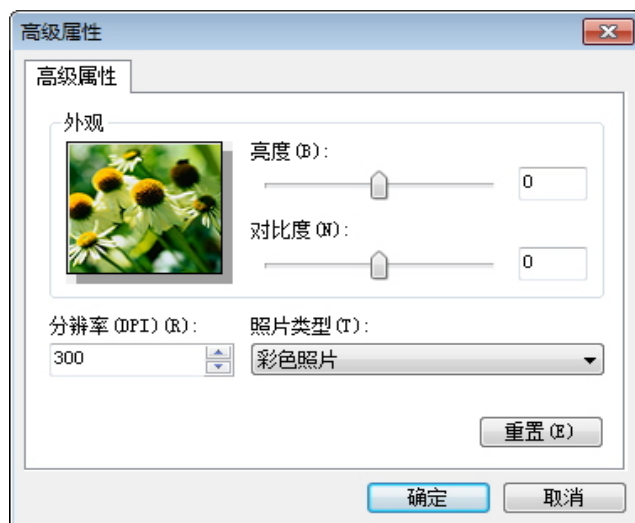 高级属性
高级属性
外观
亮度(B):
0
对比度(N):
0
分辨率(DPI)(R):
照片类型(T):
300
彩色照片
重置(E)
确定
取消